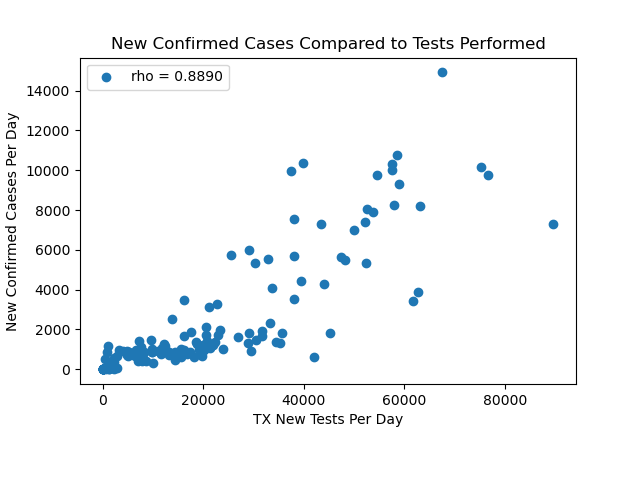 New Confirmed Cases Compared to Tests Performed
rho = 0.8890
New Confirmed Caeses Per Day
14000
12000
10000
8000
6000
4000
2000
0
0 20000 40000 60000 80000
TX New Tests Per Day